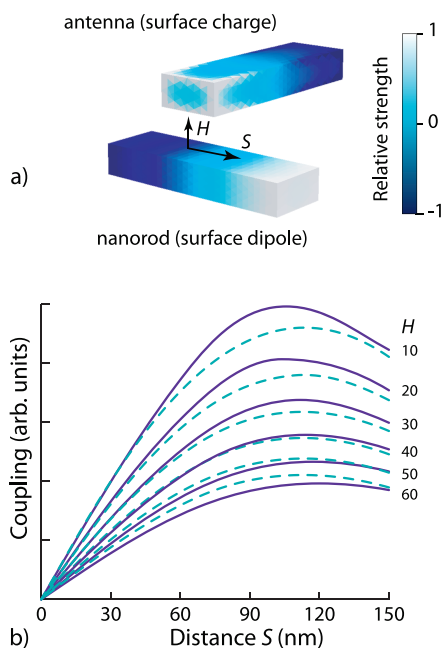 antenna (surface charge)
H
S
a)
nanorod (surface dipole)
1
0
-1
Relative strength
Coupling (arb. units)
H
10
20
30
40
50
60
0
30
60
90
120
150
b)
Distance S (nm)